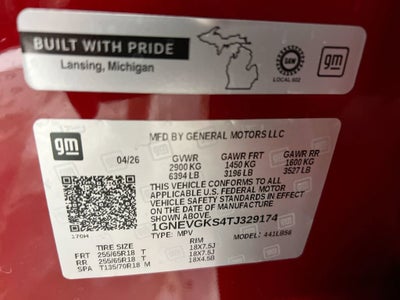 BUILT WITH PRIDE
Lansing, Michigan
UAW
LOCAL 602
gm
gm
MFD BY GENERAL MOTORS LLC
04/26 GVWR GAWR FRT GAWR RR
2900 KG 1450 KG 1600 KG
6394 LB 3196 LB 3527 LB
THIS VEHICLE CONFORMS TO ALL
APPLICABLE U.S. FEDERAL MOTOR
VEHICLE SAFETY STANDARDS IN EFFECT
ON THE DATE OF MANUFACTURE
SHOWN ABOVE.
1GNEVGKS4TJ329174
TYPE: MPV MODEL: 441LB56
TIRE SIZE RIM
FRT 255/65R18 T 18X7.5J
RR 255/65R18 T 18X7.5J
SPA T135/70R18 M 18X4.5B